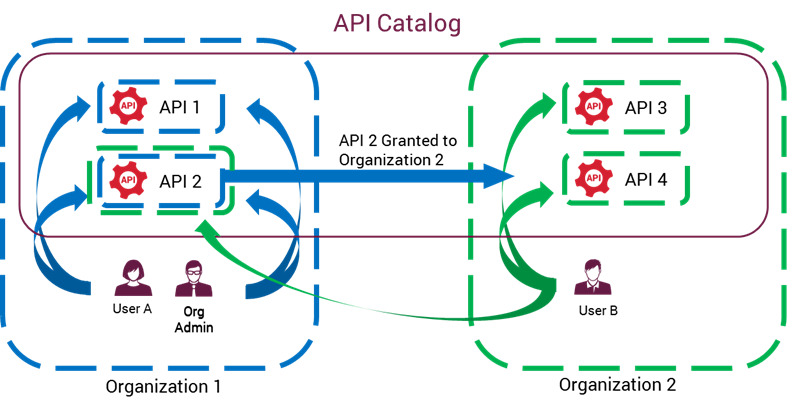 API Catalog
API API 1
API API 2
API 2 Granted to
Organization 2
API API 3
API API 4
User A
Org
Admin
User B
Organization 1
Organization 2